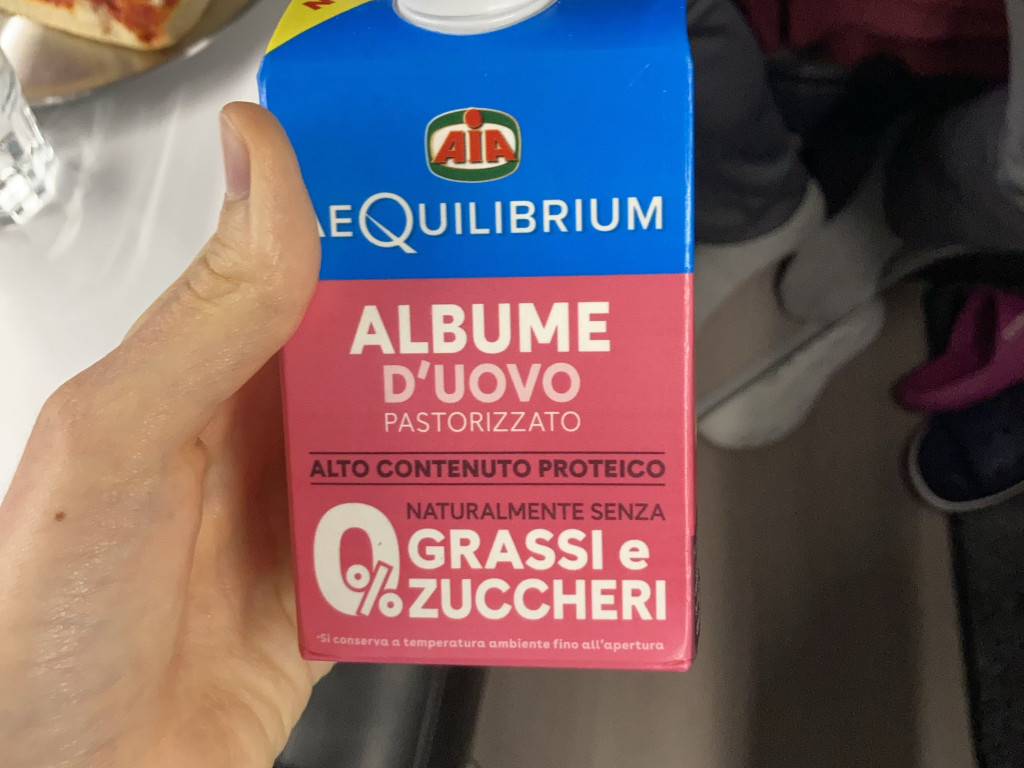 AIA
AEQUILIBRIUM
ALBUME
D'UOVO
PASTORIZZATO
ALTO CONTENUTO PROTEICO
0% NATURALMENTE SENZA
GRASSI e
ZUCCHERI
*Si conserva a temperatura ambiente fino all'apertura